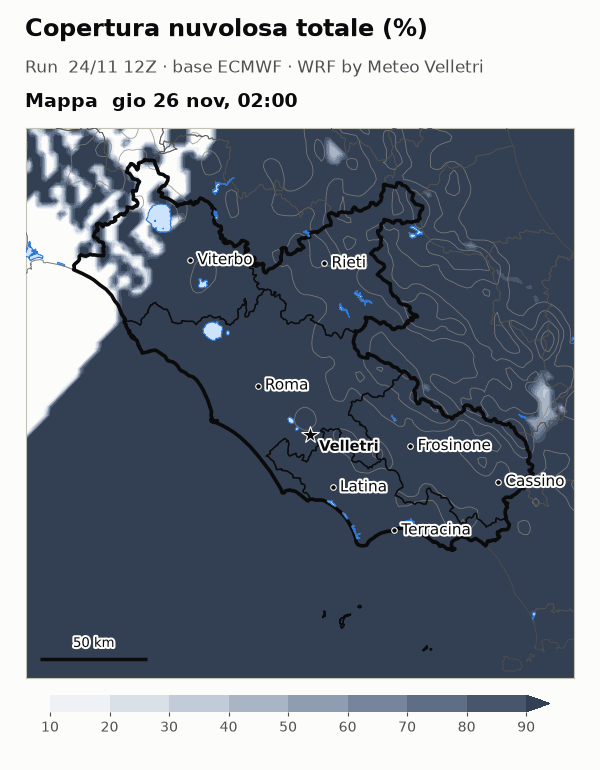 Copertura nuvolosa totale (%)
Run  24/11 12Z · base ECMWF · WRF by Meteo Velletri
Mappa  gio 26 nov, 02:00
Viterbo
Rieti
Roma
Velletri
Frosinone
Latina
Cassino
Terracina
50 km
10 20 30 40 50 60 70 80 90